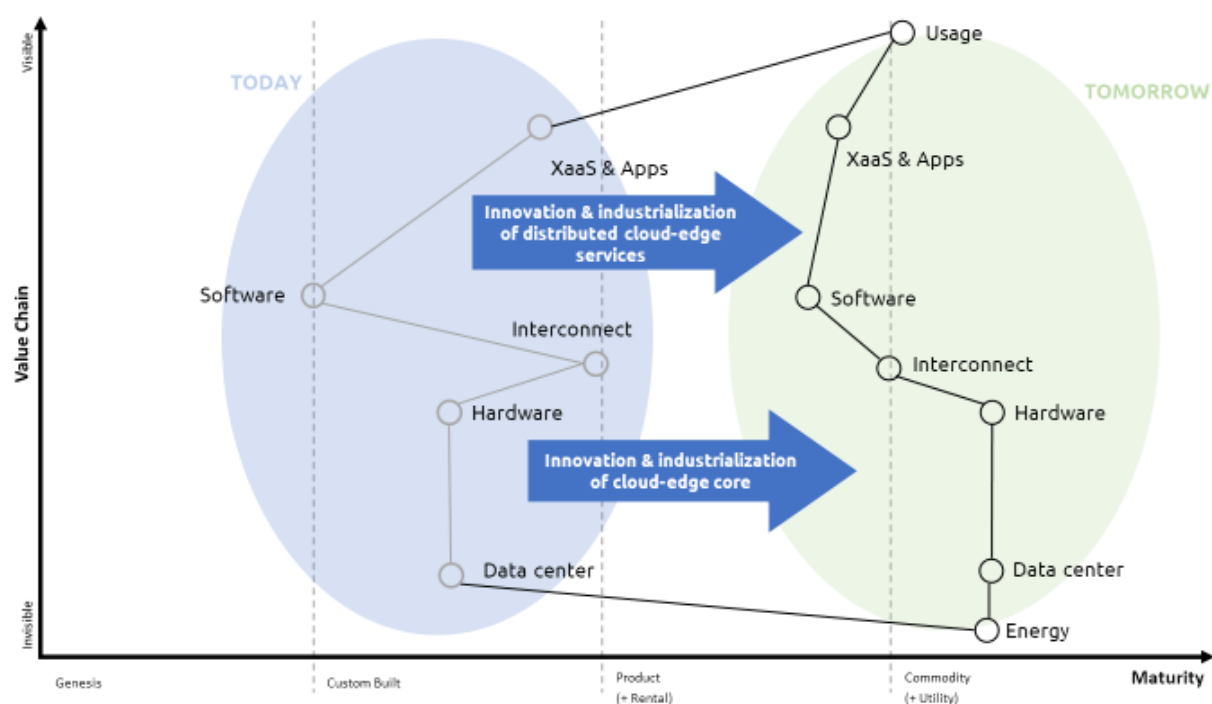 Visible
Usage
TODAY
TOMORROW
XaaS & Apps
XaaS & Apps
Innovation & industrialization
of distributed cloud-edge
services
Software
Software
Interconnect
Interconnect
Value Chain
Hardware
Hardware
Innovation & industrialization
of cloud-edge core
Data center
Data center
Invisible
Energy
Genesis
Custom Built
Product
(+ Rental)
Commodity
(+ Utility)
Maturity